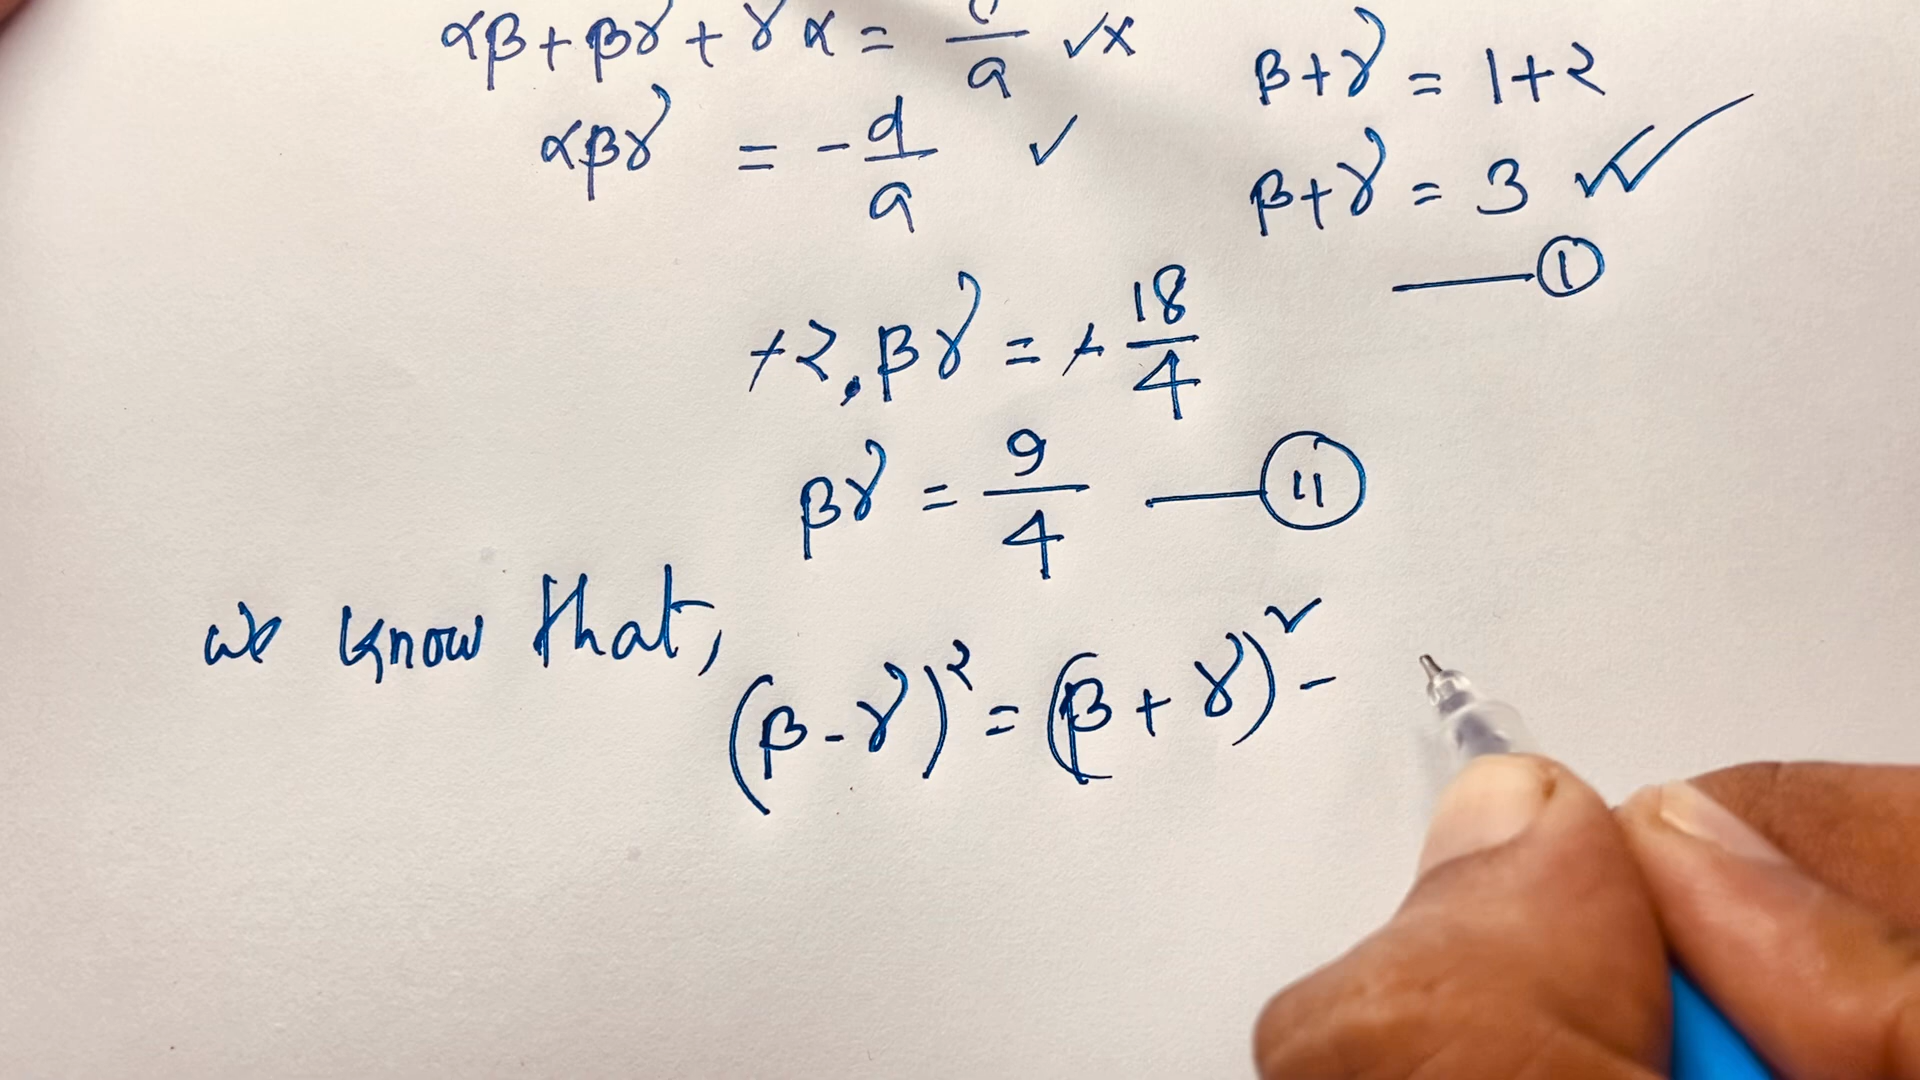 αβ + βγ + γα = /a ✓×
αβγ = - d/a ✓
β+γ = 1+2
β+γ = 3 ✓✓
—— ①
+2.βγ = + 18/4
βγ = 9/4 —— (II)
we know that,
(β - γ)² = (β + γ)² -